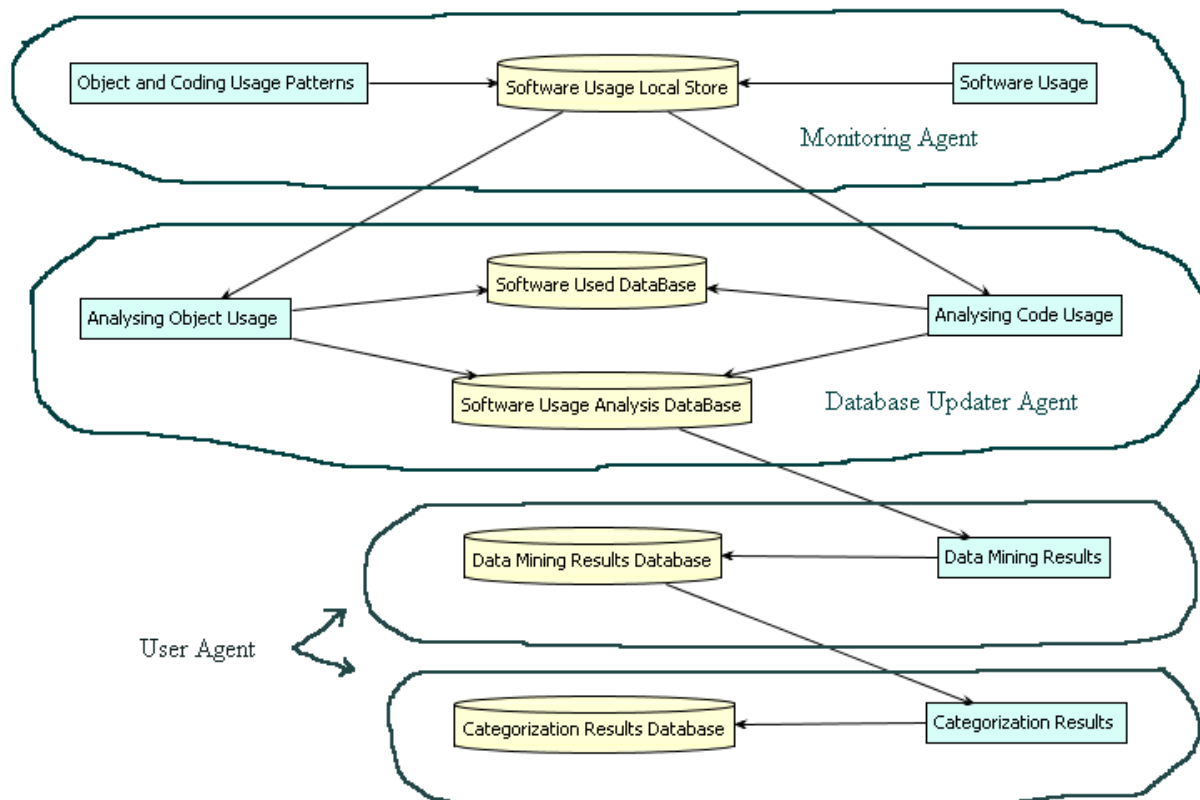 Object and Coding Usage Patterns
Software Usage Local Store
Software Usage
Monitoring Agent
Software Used DataBase
Analysing Object Usage
Analysing Code Usage
Software Usage Analysis DataBase
Database Updater Agent
Data Mining Results Database
Data Mining Results
User Agent
Categorization Results Database
Categorization Results